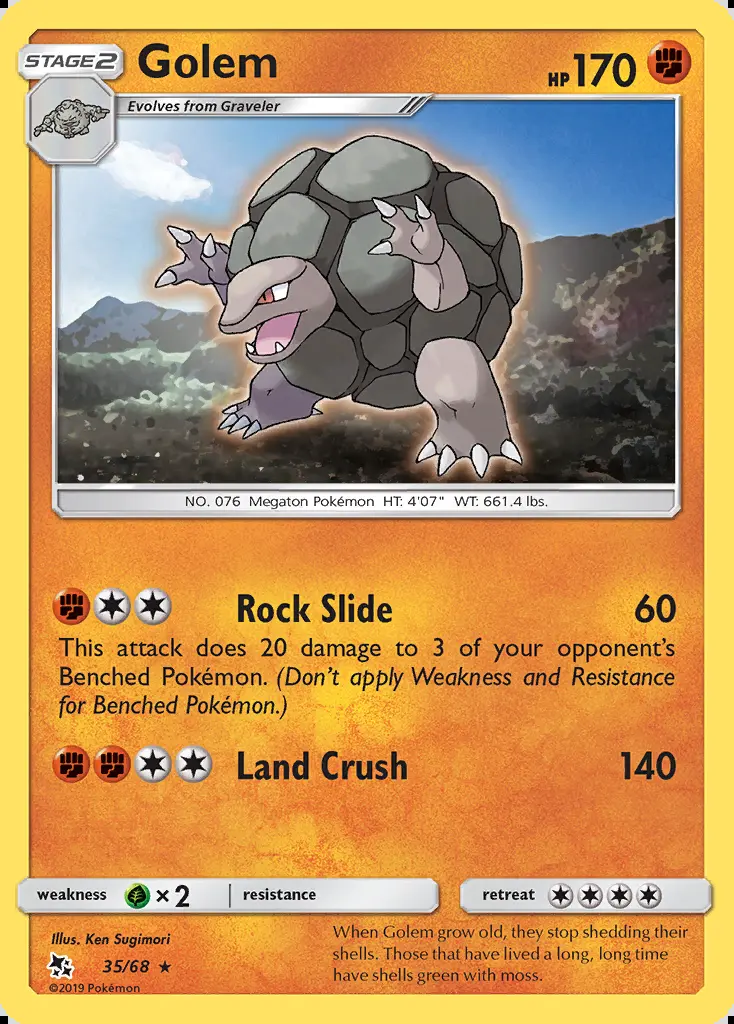 STAGE2
Golem
HP 170
Evolves from Graveler
NO. 076 Megaton Pokémon HT: 4'07" WT: 661.4 lbs.
Rock Slide 60
This attack does 20 damage to 3 of your opponent's
Benched Pokémon. (Don't apply Weakness and Resistance
for Benched Pokémon.)
Land Crush 140
weakness ×2 resistance retreat
Illus. Ken Sugimori
35/68 ★
©2019 Pokémon
When Golem grow old, they stop shedding their
shells. Those that have lived a long, long time
have shells green with moss.